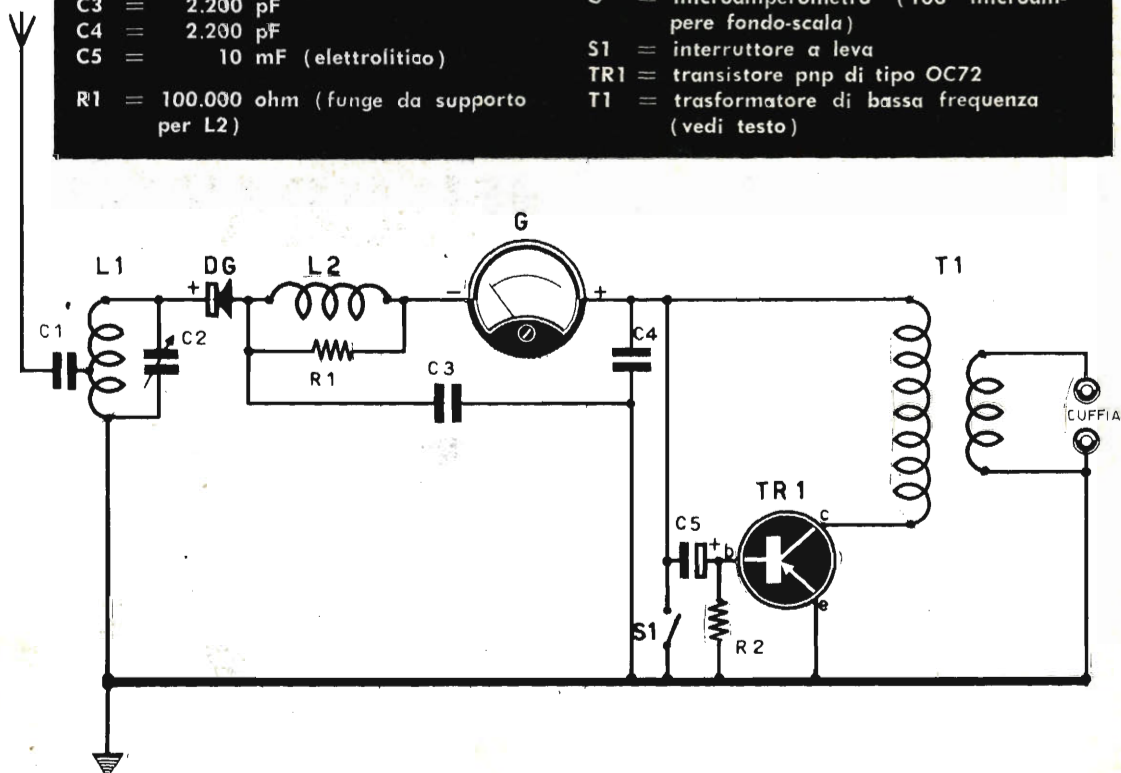 C3 = 2.200 pF
C4 = 2.200 pF
C5 = 10 mF (elettrolitico)
R1 = 100.000 ohm (funge da supporto
per L2)
pere fondo-scala)
S1 = interruttore a leva
TR1 = transistore pnp di tipo OC72
T1 = trasformatore di bassa frequenza
(vedi testo)
G
L1
+
DG
L2
-
+
T1
C1
C2
R1
C3
C4
CUFFIA
TR1
C5
+
b
c
e
S1
R2